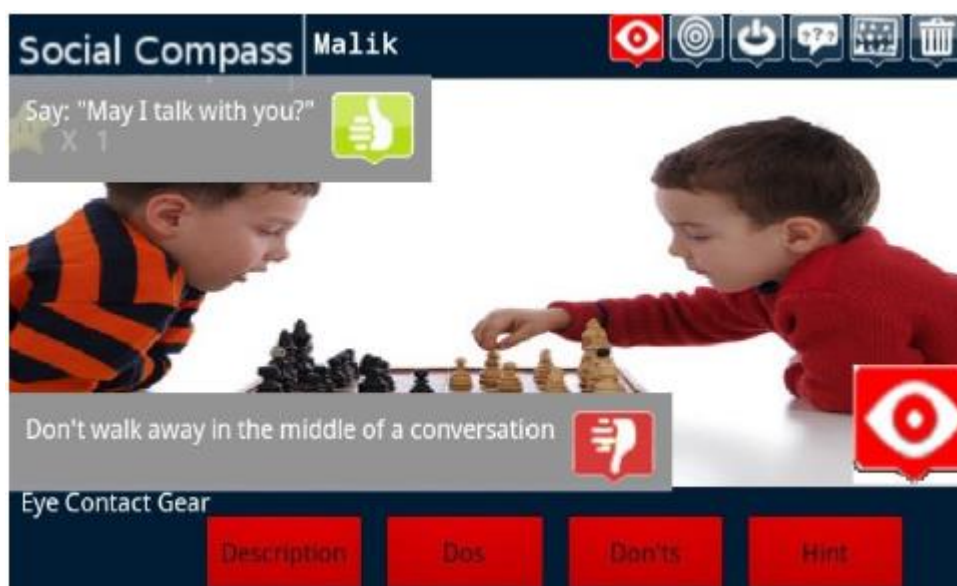 Social Compass
Malik
???
Say: "May I talk with you?"
X 1
Don't walk away in the middle of a conversation
Eye Contact Gear
Description
Dos
Don'ts
Hint